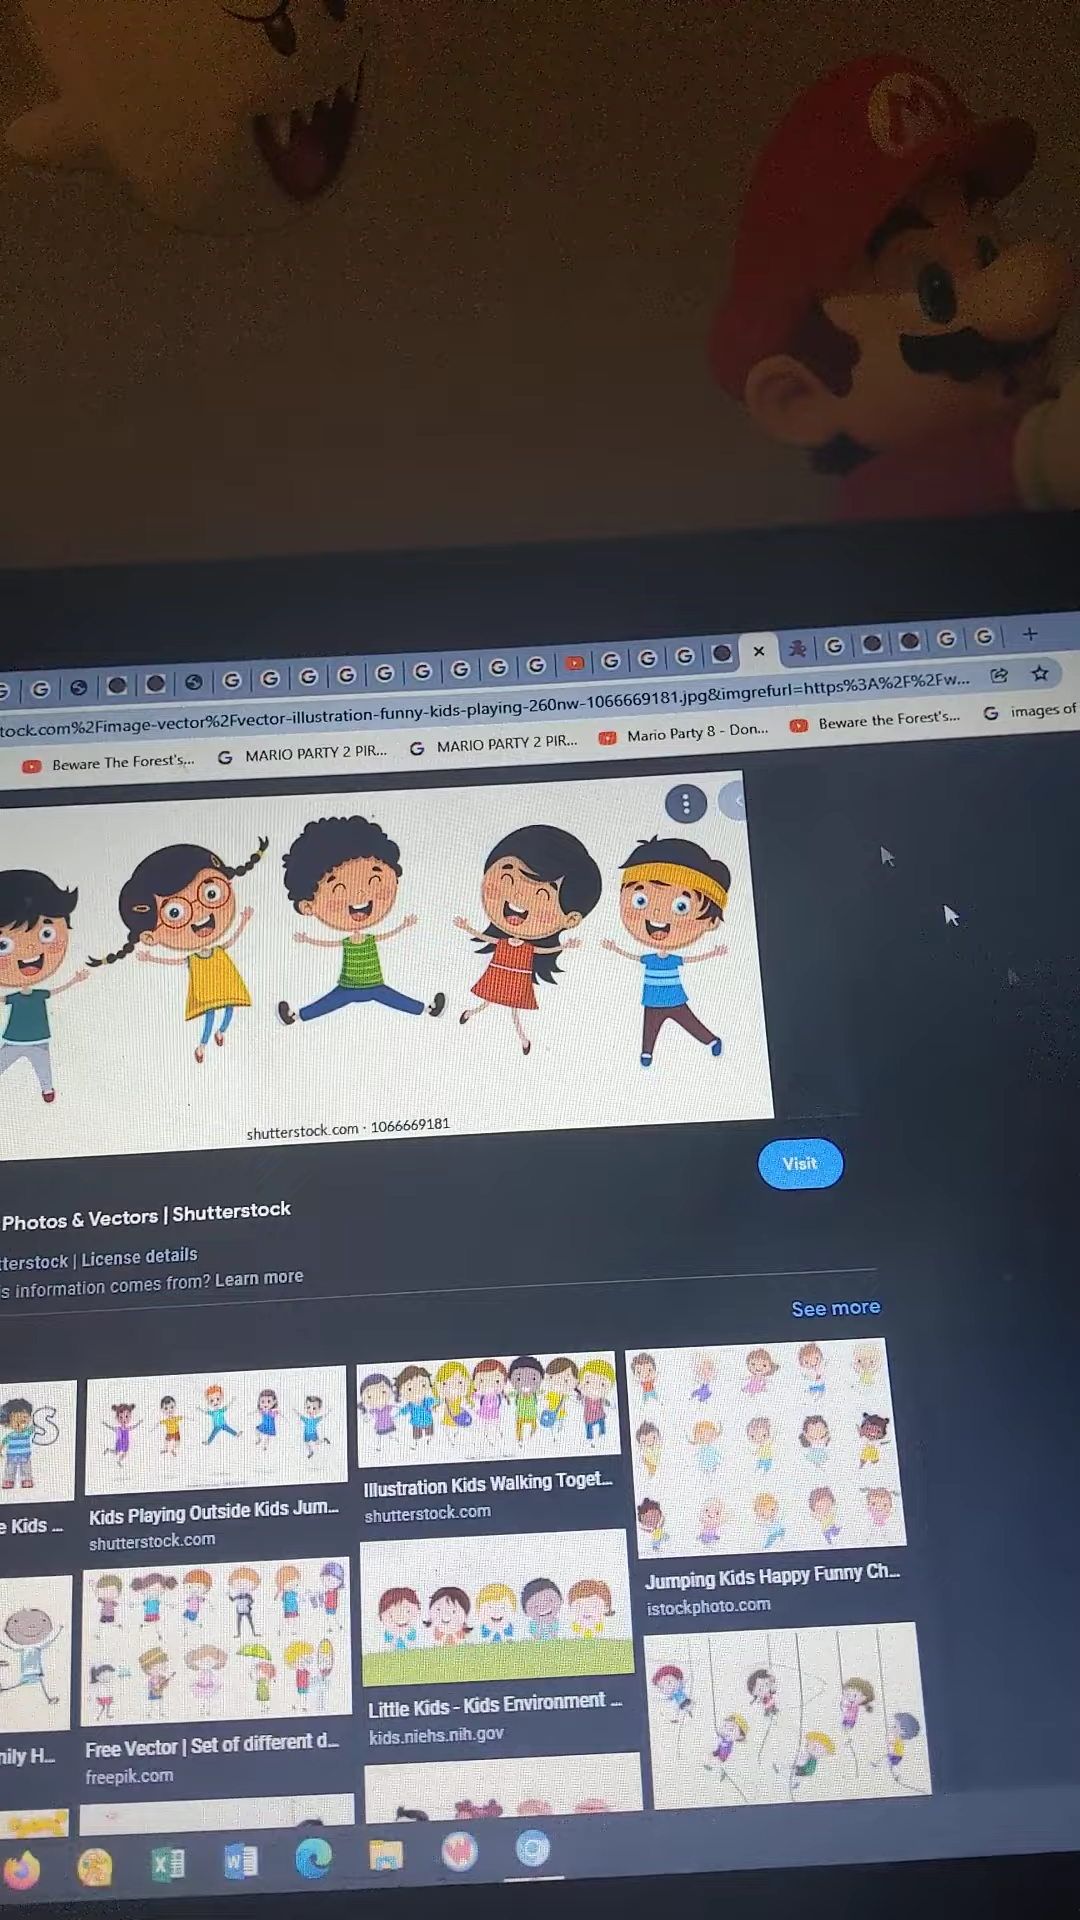 M
tock.com%2Fimage-vector%2Fvector-illustration-funny-kids-playing-260nw-1066669181.jpg&imgrefurl=https%3A%2F%2Fw...
Beware The Forest's... MARIO PARTY 2 PIR... MARIO PARTY 2 PIR... Mario Party 8 - Don... Beware the Forest's... images of
shutterstock.com · 1066669181
Visit
Photos & Vectors | Shutterstock
tterstock | License details
s information comes from? Learn more
See more
S
e Kids ...
Kids Playing Outside Kids Jum...
shutterstock.com
Illustration Kids Walking Toget...
shutterstock.com
Jumping Kids Happy Funny Ch...
istockphoto.com
nily H...
Free Vector | Set of different d...
freepik.com
Little Kids - Kids Environment ...
kids.niehs.nih.gov